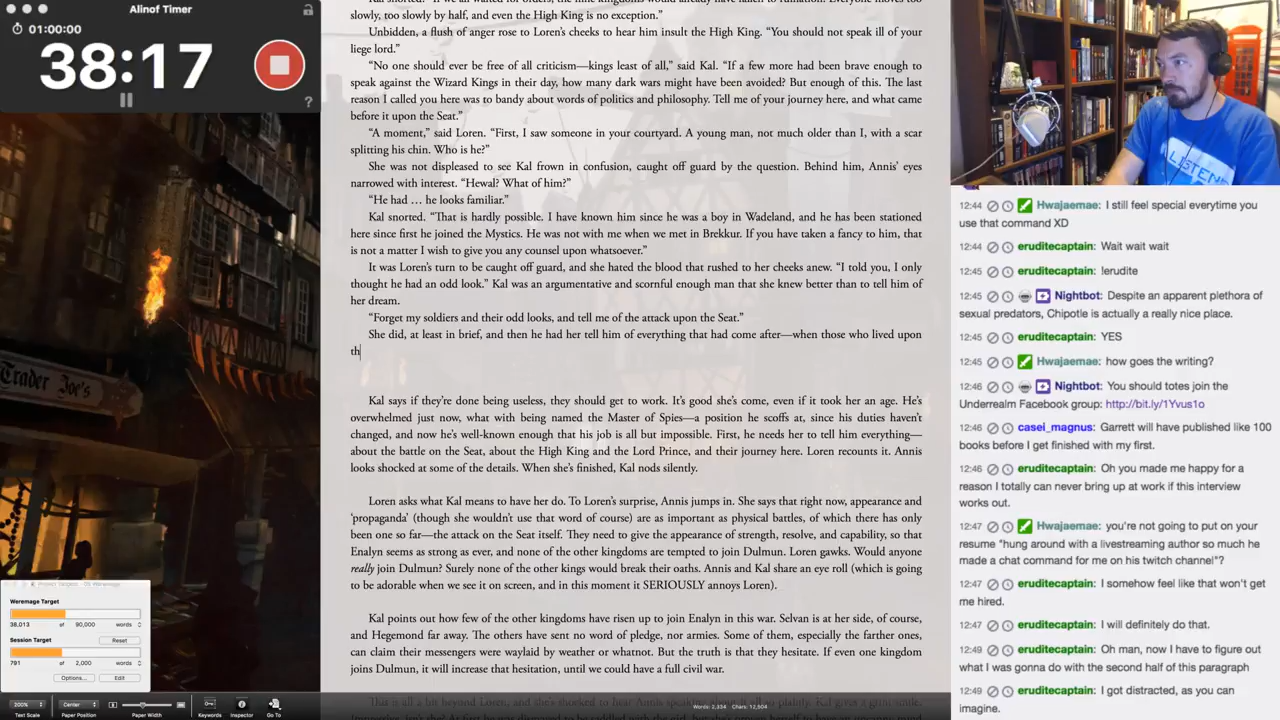 Alinof Timer
01:00:00
38:17
?
slowly, too slowly by half, and even the High King is no exception.”
Unbidden, a flush of anger rose to Loren’s cheeks to hear him insult the High King. “You should not speak ill of your
liege lord.”
“No one should ever be free of all criticism—kings least of all,” said Kal. “If a few more had been brave enough to
speak against the Wizard Kings in their day, how many dark wars might have been avoided? But enough of this. The last
reason I called you here was to bandy about words of politics and philosophy. Tell me of your journey here, and what came
before it upon the Seat.”
“A moment,” said Loren. “First, I saw someone in your courtyard. A young man, not much older than I, with a scar
splitting his chin. Who is he?”
She was not displeased to see Kal frown in confusion, caught off guard by the question. Behind him, Annis’ eyes
narrowed with interest. “Hewal? What of him?”
“He had … he looks familiar.”
Kal snorted. “That is hardly possible. I have known him since he was a boy in Wadeland, and he has been stationed
here since first he joined the Mystics. He was not with me when we met in Brekkur. If you have taken a fancy to him, that
is not a matter I wish to give you any counsel upon whatsoever.”
It was Loren’s turn to be caught off guard, and she hated the blood that rushed to her cheeks anew. “I told you, I only
thought he had an odd look.” Kal was an argumentative and scornful enough man that she knew better than to tell him of
her dream.
“Forget my soldiers and their odd looks, and tell me of the attack upon the Seat.”
She did, at least in brief, and then he had her tell him of everything that had come after—when those who lived upon
th
Kal says if they’re done being useless, they should get to work. It’s good she’s come, even if it took her an age. He’s
overwhelmed just now, what with being named the Master of Spies—a position he scoffs at, since his duties haven’t
changed, and now he’s well-known enough that his job is all but impossible. First, he needs her to tell him everything—
about the battle on the Seat, about the High King and the Lord Prince, and their journey here. Loren recounts it. Annis
looks shocked at some of the details. When she’s finished, Kal nods silently.
Loren asks what Kal means to have her do. To Loren’s surprise, Annis jumps in. She says that right now, appearance and
‘propaganda’ (though she wouldn’t use that word of course) are as important as physical battles, of which there has only
been one so far—the attack on the Seat itself. They need to give the appearance of strength, resolve, and capability, so that
Enalyn seems as strong as ever, and none of the other kingdoms are tempted to join Dulmun. Loren gawks. Would anyone
really join Dulmun? Surely none of the other kings would break their oaths. Annis and Kal share an eye roll (which is going
to be adorable when we see it on screen, and in this moment it SERIOUSLY annoys Loren).
Kal points out how few of the other kingdoms have risen up to join Enalyn in this war. Selvan is at her side, of course,
and Hegemond far away. The others have sent no word of pledge, nor armies. Some of them, especially the farther ones,
can claim their messengers were waylaid by weather or whatnot. But the truth is that they hesitate. If even one kingdom
joins Dulmun, it will increase that hesitation, until we could have a full civil war.
Trader Joe's
Weremage Target
38,013 of 90,000 words
Session Target
Reset
791 of 2,000 words
Options... Edit
200% Center
Text Scale Paper Position Paper Width Keywords Inspector Go To
Words: 2,334 Chars: 12,504
LISTEN
12:44 Hwajaemae: I still feel special everytime you
use that command XD
12:44 eruditecaptain: Wait wait wait
12:45 eruditecaptain: !erudite
12:45 Nightbot: Despite an apparent plethora of
sexual predators, Chipotle is actually a really nice place.
12:45 eruditecaptain: YES
12:45 Hwajaemae: how goes the writing?
12:46 Nightbot: You should totes join the
Underrealm Facebook group: http://bit.ly/1Yvus1o
12:46 casei_magnus: Garrett will have published like 100
books before I get finished with my first.
12:46 eruditecaptain: Oh you made me happy for a
reason I totally can never bring up at work if this interview
works out.
12:47 Hwajaemae: you're not going to put on your
resume "hung around with a livestreaming author so much he
made a chat command for me on his twitch channel"?
12:47 eruditecaptain: I somehow feel like that won't get
me hired.
12:47 eruditecaptain: I will definitely do that.
12:49 eruditecaptain: Oh man, now I have to figure out
what I was gonna do with the second half of this paragraph
12:49 eruditecaptain: I got distracted, as you can
imagine.